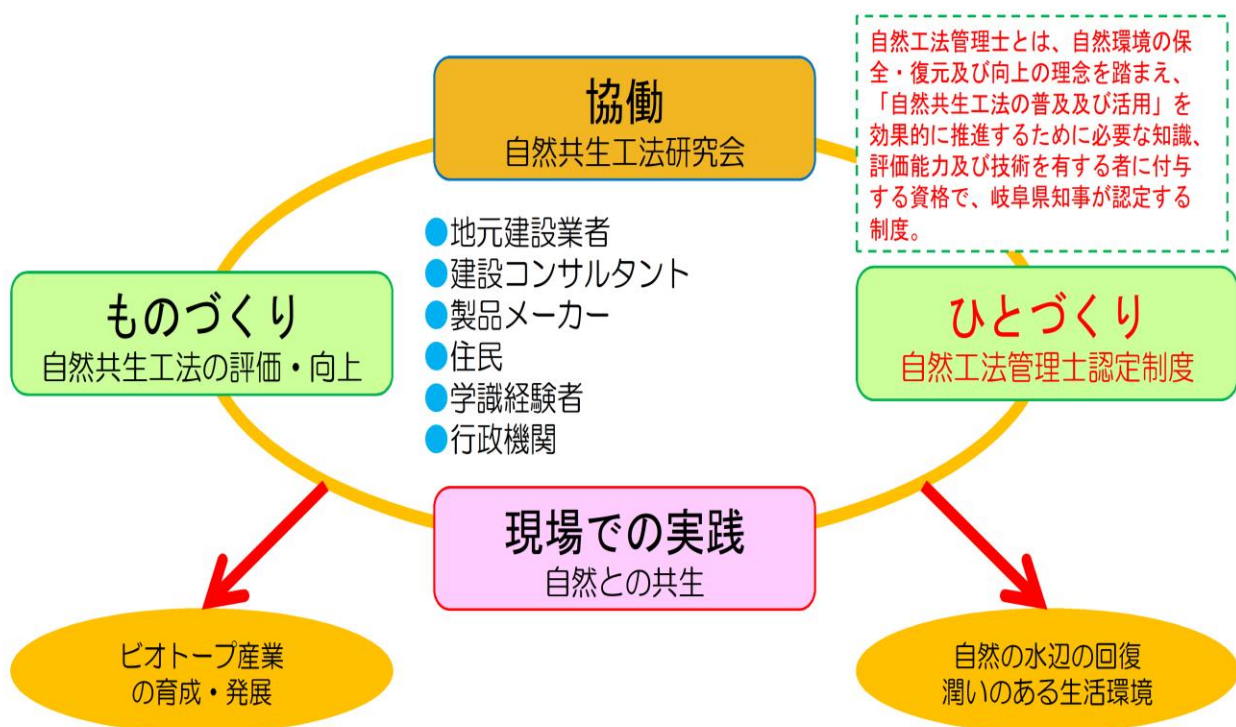 協働
自然共生工法研究会
自然工法管理士とは、自然環境の保
全・復元及び向上の理念を踏まえ、
「自然共生工法の普及及び活用」を
効果的に推進するために必要な知識、
評価能力及び技術を有する者に付与
する資格で、岐阜県知事が認定する
制度。
●地元建設業者
●建設コンサルタント
●製品メーカー
●住民
●学識経験者
●行政機関
ものづくり
自然共生工法の評価・向上
ひとづくり
自然工法管理士認定制度
現場での実践
自然との共生
ビオトープ産業
の育成・発展
自然の水辺の回復
潤いのある生活環境